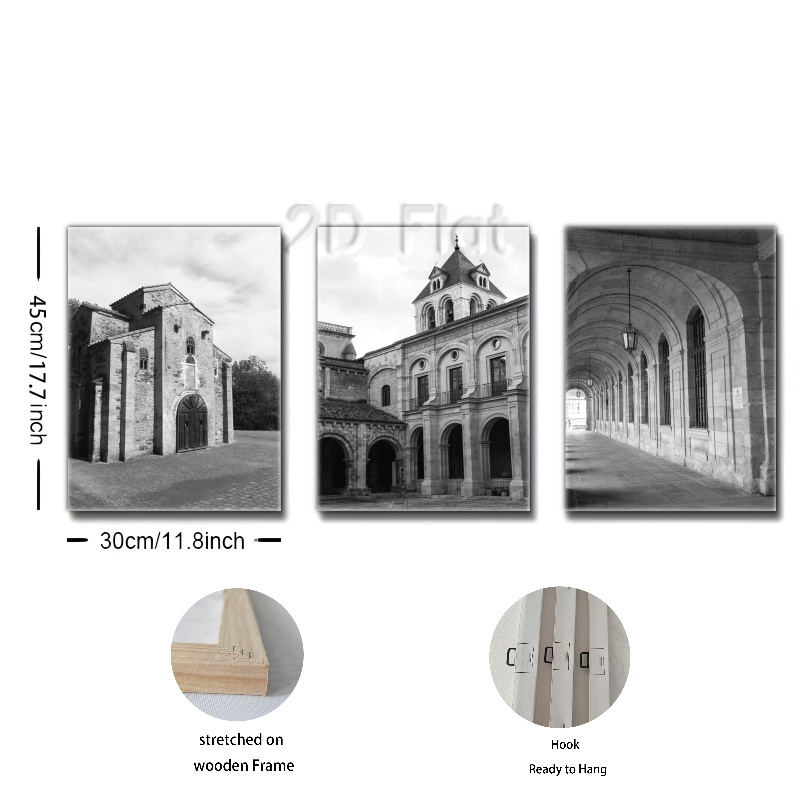 2D Flat
45cm/17.7inch
30cm/11.8inch
stretched on
wooden Frame
Hook
Ready to Hang